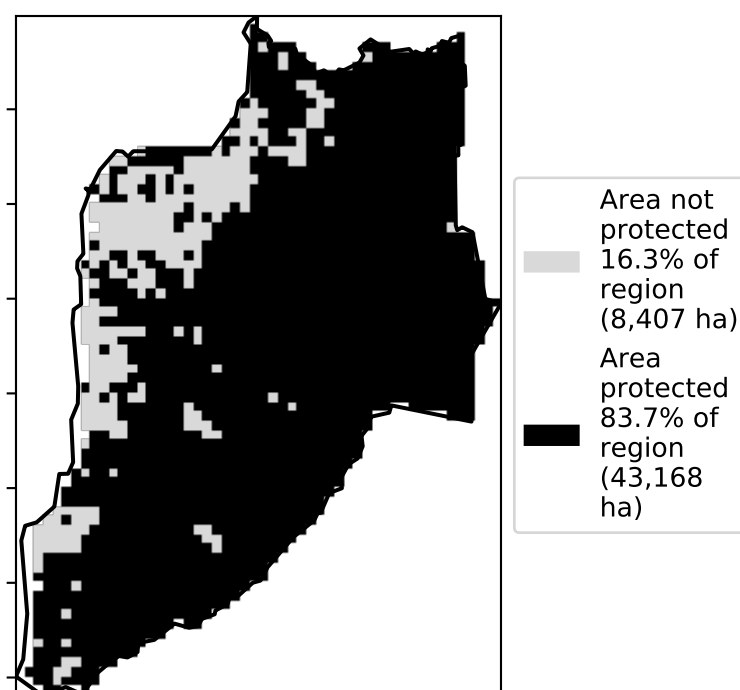 Area not
protected
16.3% of
region
(8,407 ha)
Area
protected
83.7% of
region
(43,168
ha)